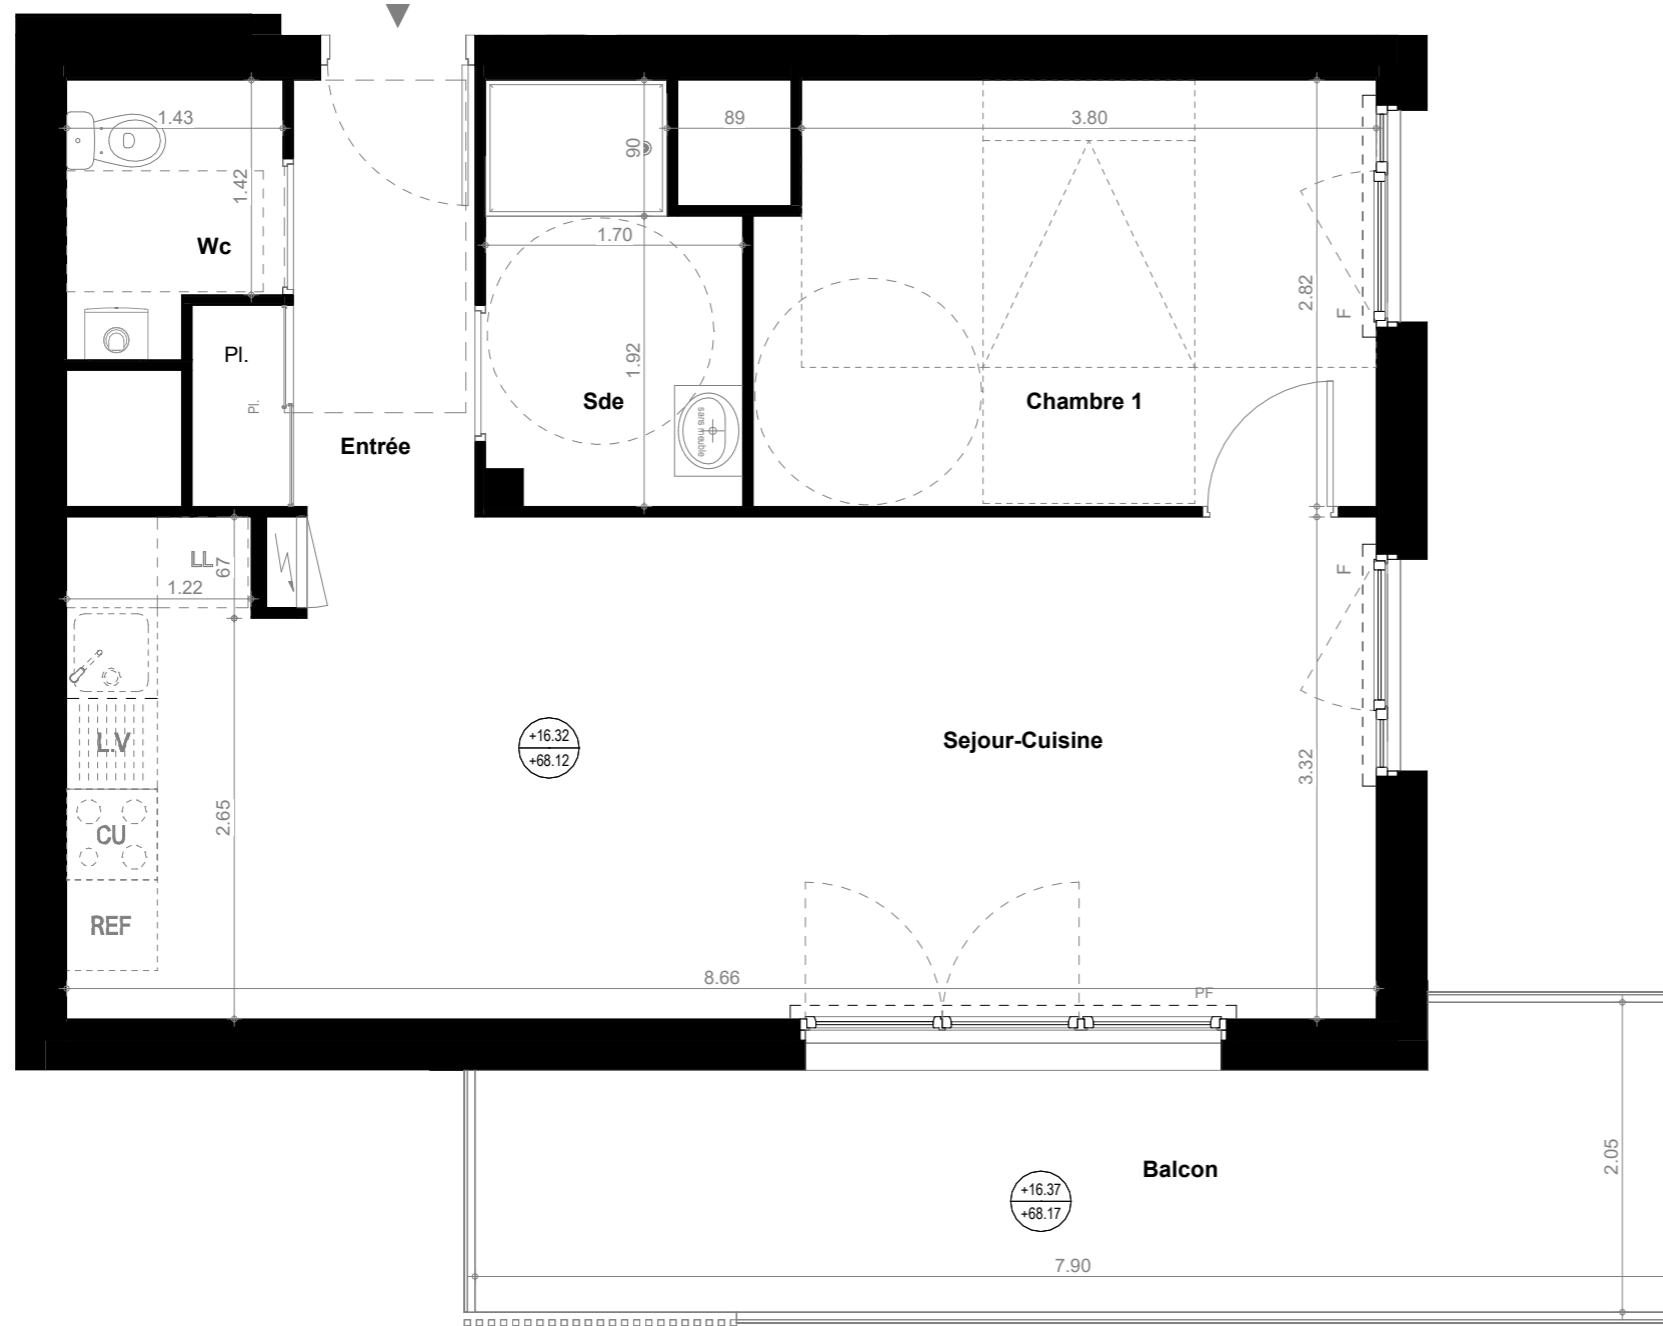 1.43
89
3.80
90
1.42
Wc
1.70
2.82
F
Pl.
1.92
Pl.
Sde
sans meuble
Chambre 1
Entrée
LL
67
1.22
F
+16.32
+68.12
L.V
Sejour-Cuisine
3.32
2.65
CU
REF
8.66
PF
Balcon
2.05
+16.37
+68.17
7.90